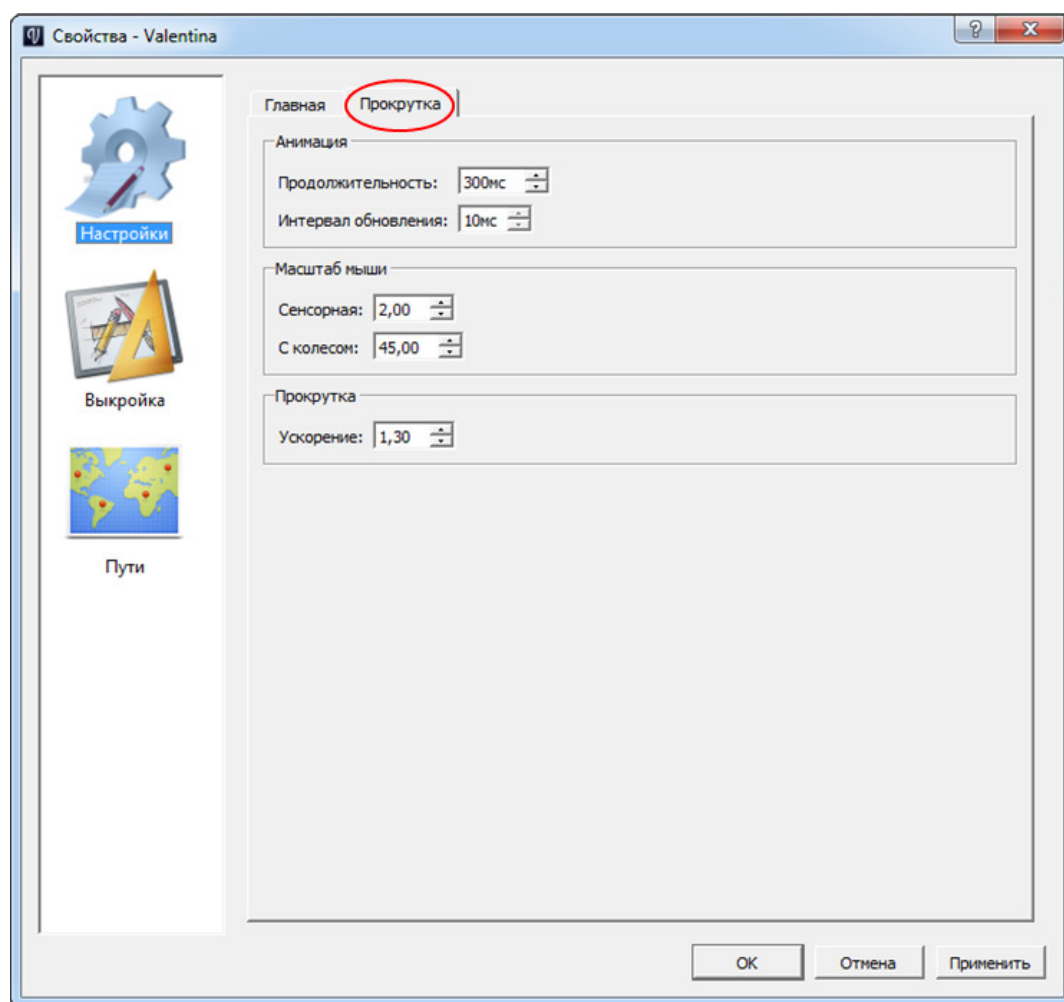 Свойства - Valentina
Настройки
Выкройка
Пути
Главная Прокрутка
Анимация
Продолжительность: 300мс
Интервал обновления: 10мс
Масштаб мыши
Сенсорная: 2,00
С колесом: 45,00
Прокрутка
Ускорение: 1,30
OK Отмена Применить